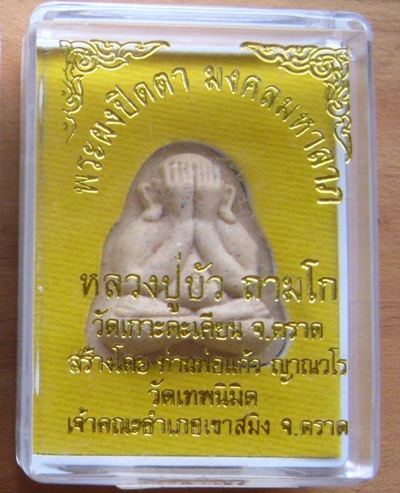 พระผงปิดตา มงคลมหาลาภ
หลวงปู่บัว ถามโก
วัดเกาะตะเคียน จ.ตราด
สร้างโดย ท่านพ่อแก้ว ญาณวโร
วัดเทพนิมิต
เจ้าคณะอำเภอเขาสมิง จ.ตราด